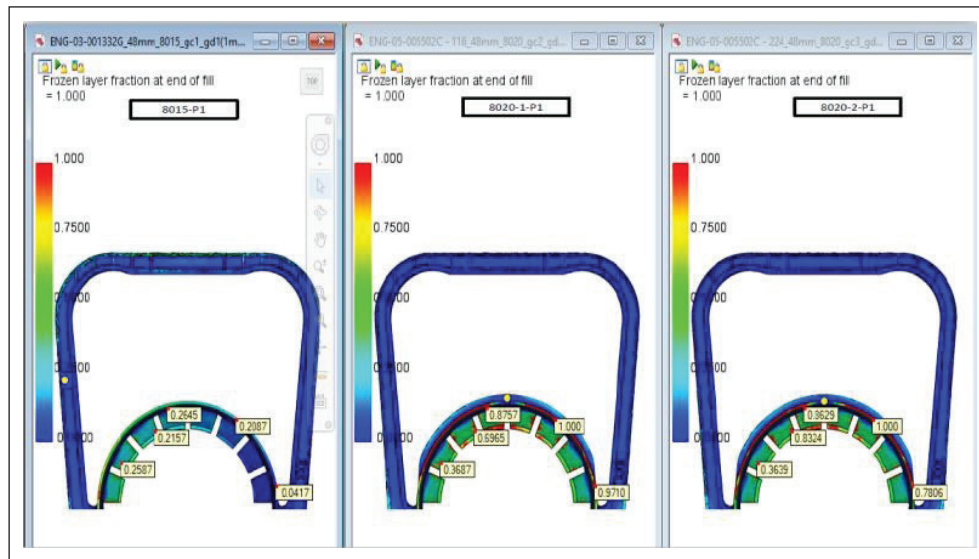 ENG-03-001332G_48mm_8015_gc1_gd1(1m...
Frozen layer fraction at end of fill
= 1.000
TOP
8015-P1
1.000
0.7500
0.2645
0.2087
0.2157
0.2587
0.0417
ENG-05-005502C - 118_48mm_8020_gc2_gd...
Frozen layer fraction at end of fill
= 1.000
8020-1-P1
1.000
0.7500
0.8757
1.000
0.6965
0.3687
0.9710
ENG-05-005502C - 224_48mm_8020_gc3_gd...
Frozen layer fraction at end of fill
= 1.000
8020-2-P1
1.000
0.7500
1.000
0.8324
0.3639
0.7806